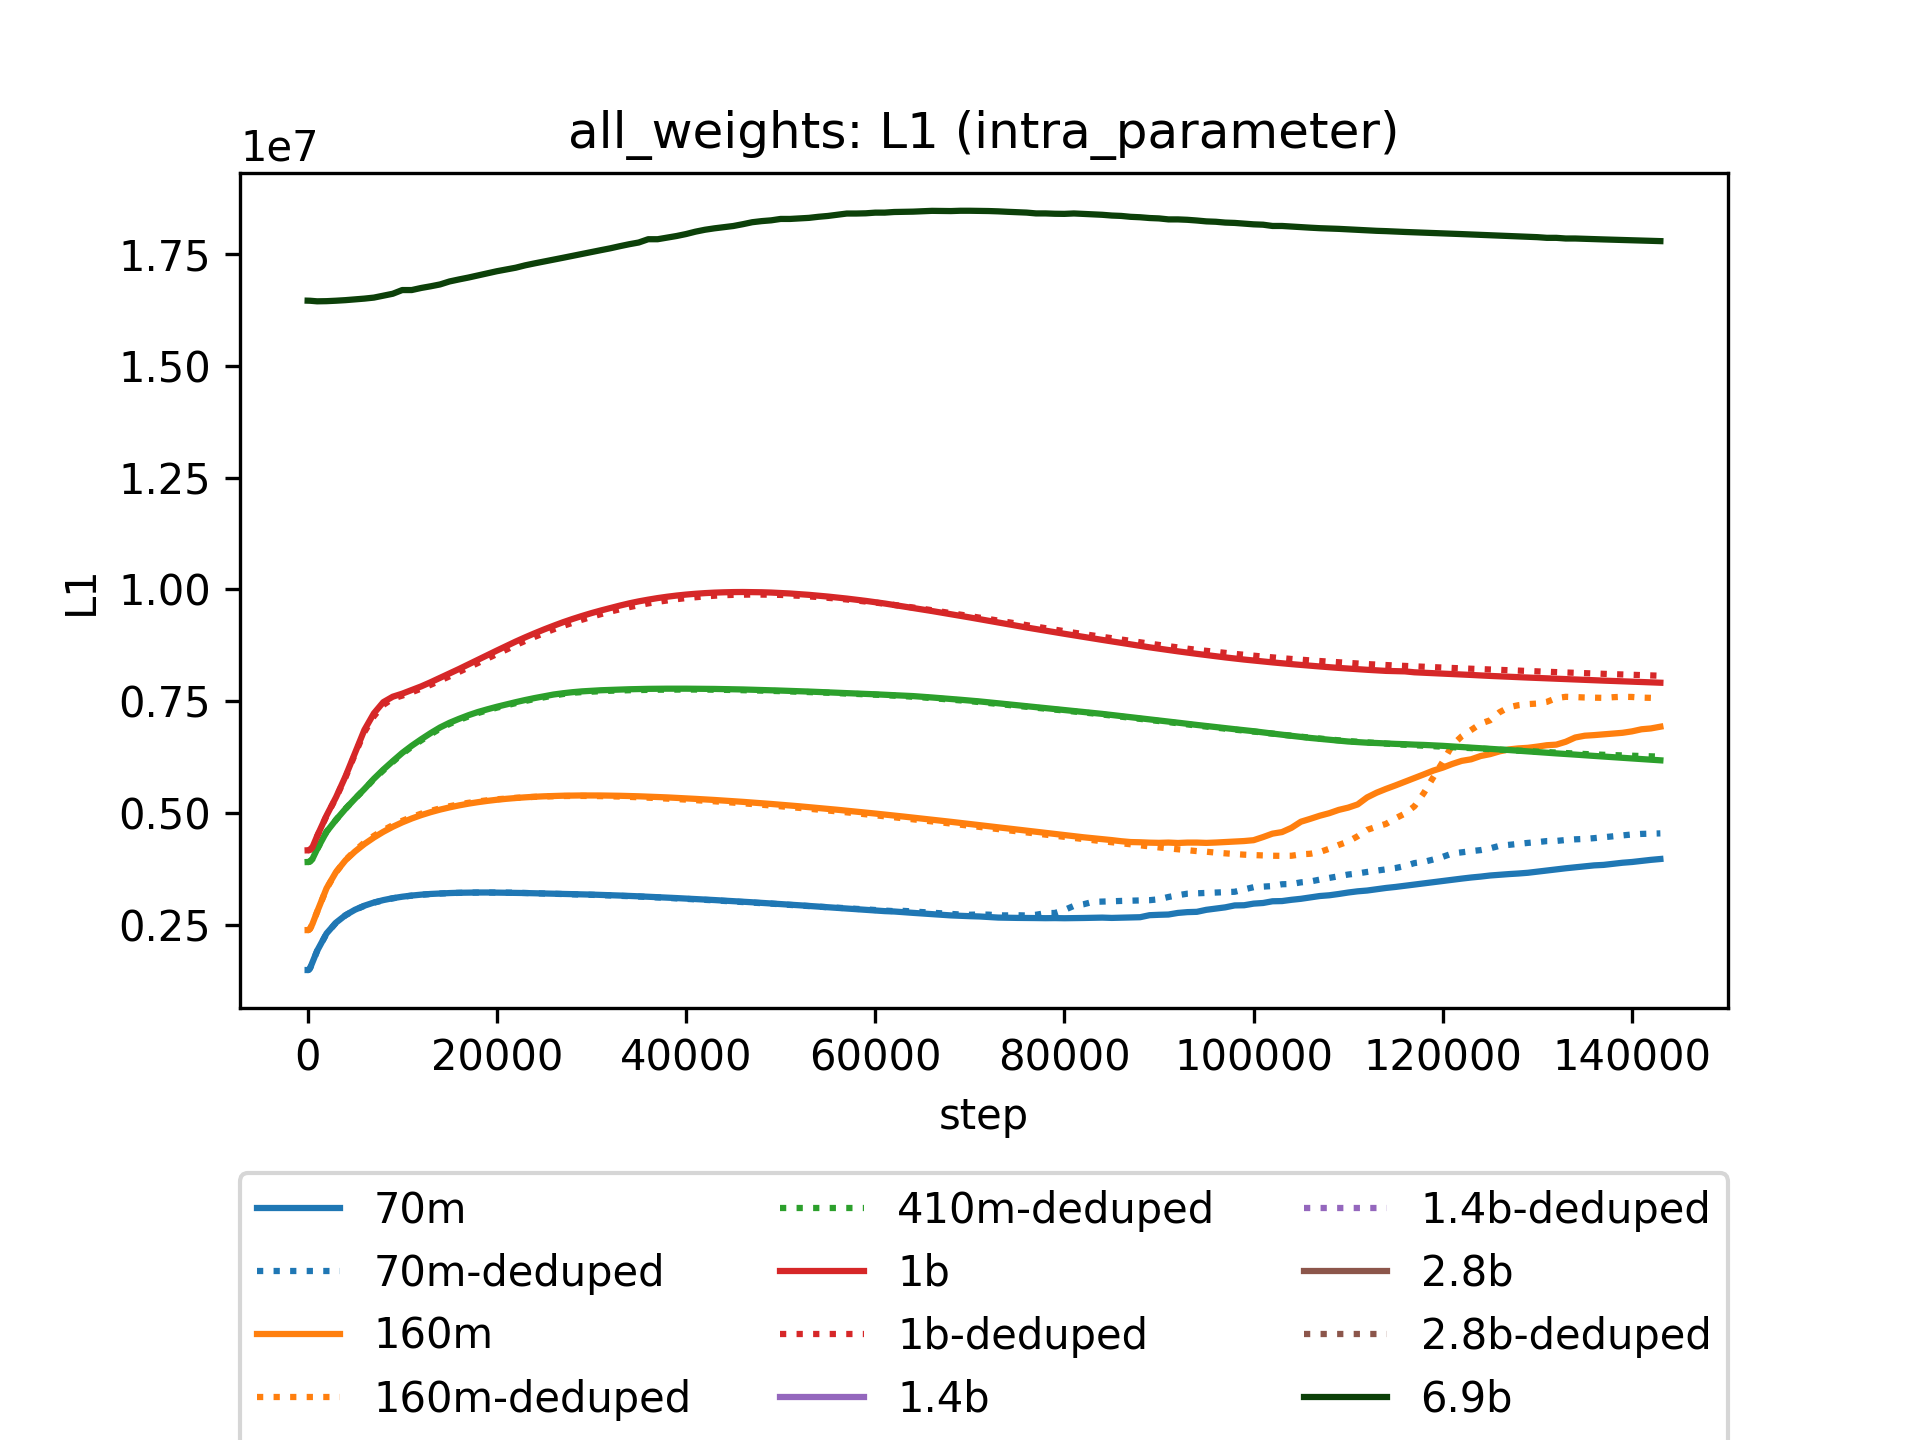 all_weights: L1 (intra_parameter)
1e7
1.75
1.50
1.25
1.00
0.75
0.50
0.25
L1
0 20000 40000 60000 80000 100000 120000 140000
step
70m 410m-deduped 1.4b-deduped
70m-deduped 1b 2.8b
160m 1b-deduped 2.8b-deduped
160m-deduped 1.4b 6.9b